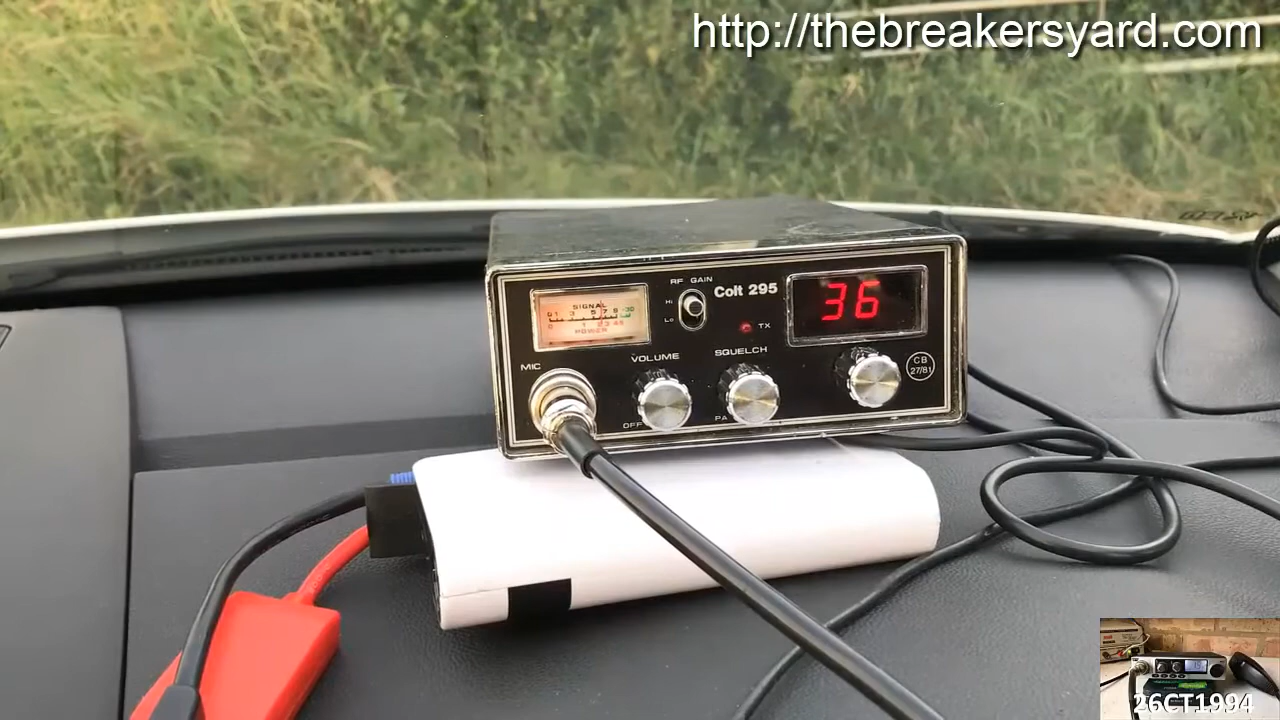 http://thebreakersyard.com
RF GAIN
Hi
Lo
Colt 295
SIGNAL
POWER
TX
36
MIC
VOLUME
SQUELCH
CB
27/81
OFF
PA
26CT1994